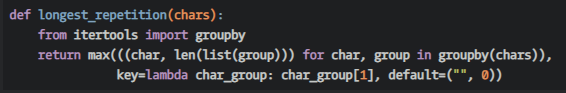 def longest_repetition(chars):
    from itertools import groupby
    return max(((char, len(list(group))) for char, group in groupby(chars)),
               key=lambda char_group: char_group[1], default=("", 0))